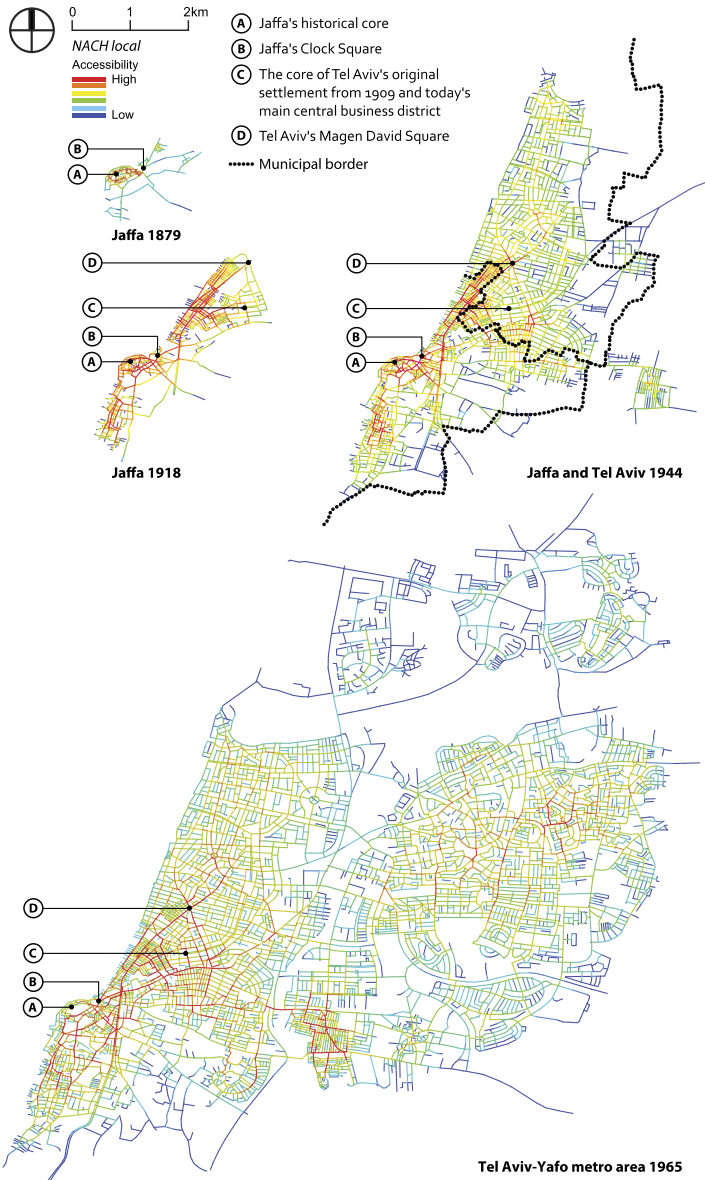 0 1 2km
NACH local
Accessibility
High
Low
A Jaffa's historical core
B Jaffa's Clock Square
C The core of Tel Aviv's original
settlement from 1909 and today's
main central business district
D Tel Aviv's Magen David Square
Municipal border
B
A
Jaffa 1879
D
C
B
A
Jaffa 1918
D
C
B
A
Jaffa and Tel Aviv 1944
D
C
B
A
Tel Aviv-Yafo metro area 1965